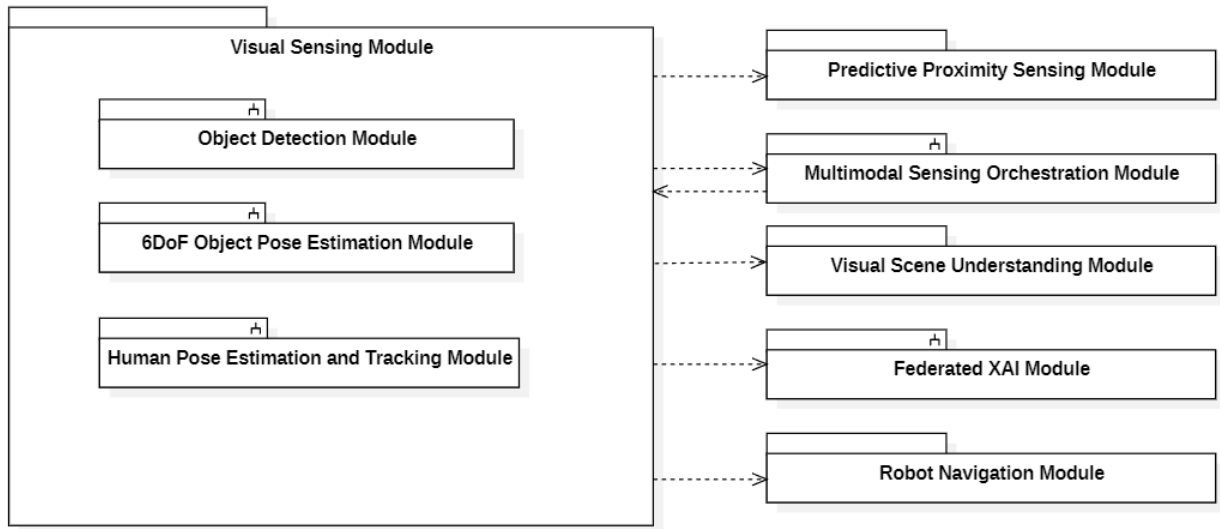 Visual Sensing Module
Object Detection Module
6DoF Object Pose Estimation Module
Human Pose Estimation and Tracking Module
Predictive Proximity Sensing Module
Multimodal Sensing Orchestration Module
Visual Scene Understanding Module
Federated XAI Module
Robot Navigation Module